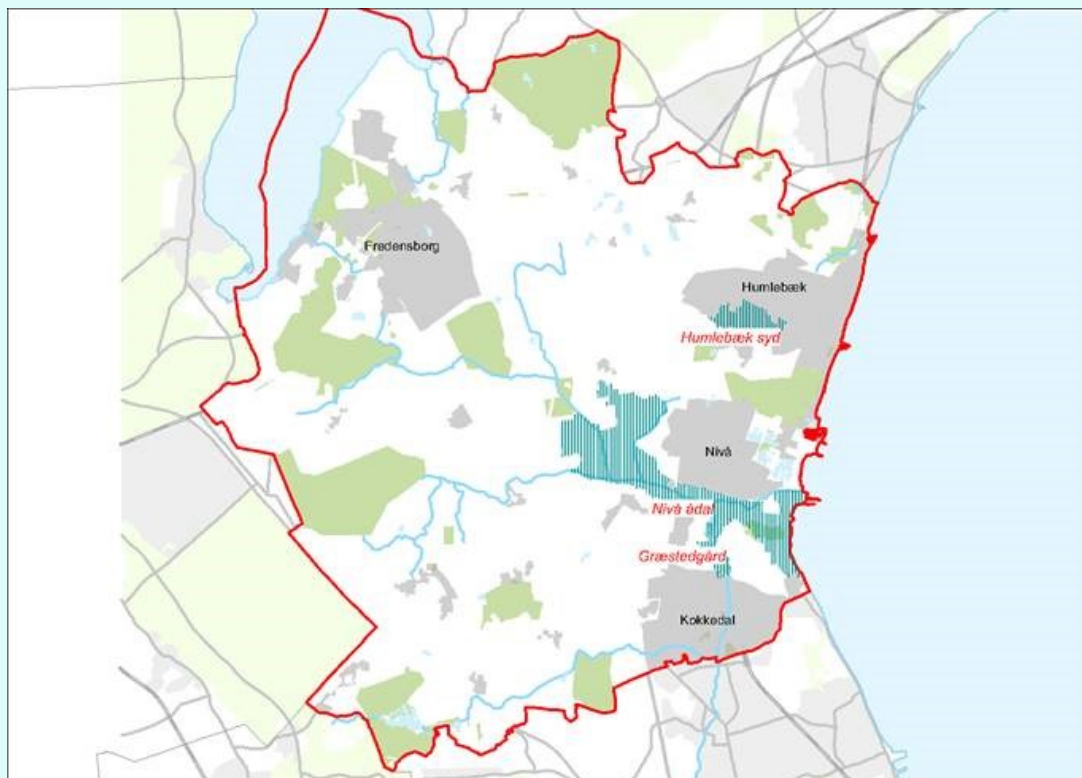 Fredensborg
Humlebæk
Humlebæk syd
Nivå
Nivå ådal
Græstedgård
Kokkedal